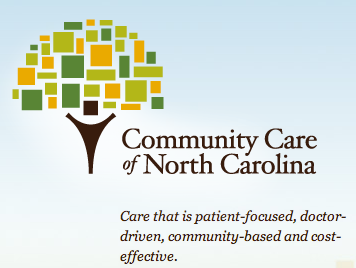 Community Care
of North Carolina
Care that is patient-focused, doctor-
driven, community-based and cost-
effective.